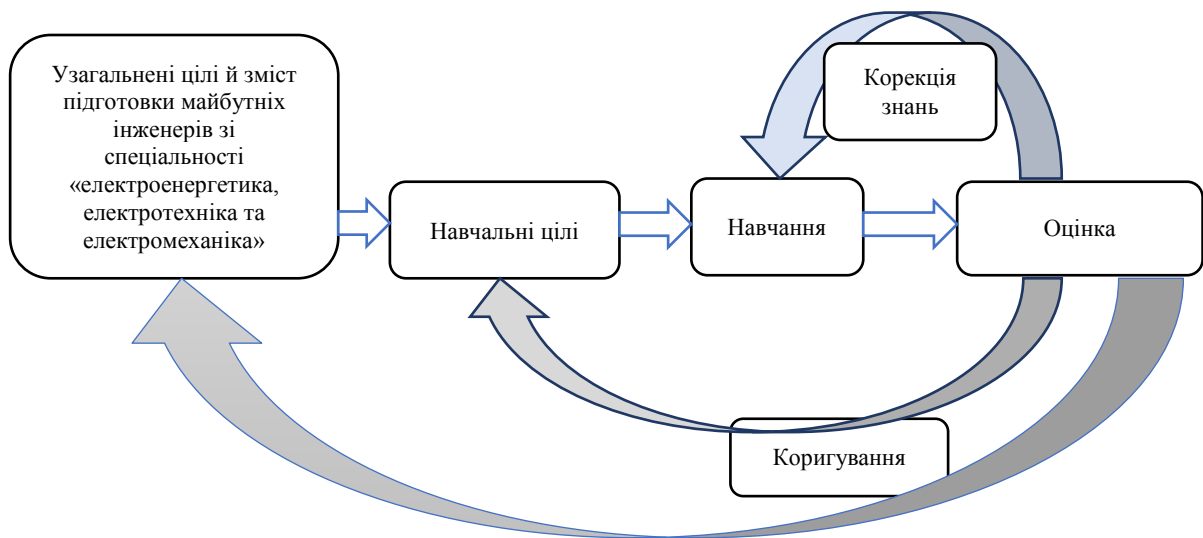 Узагальнені цілі й зміст
підготовки майбутніх
інженерів зі
спеціальності
«електроенергетика,
електротехніка та
електромеханіка»
Навчальні цілі
Корекція
знань
Навчання
Оцінка
Коригування